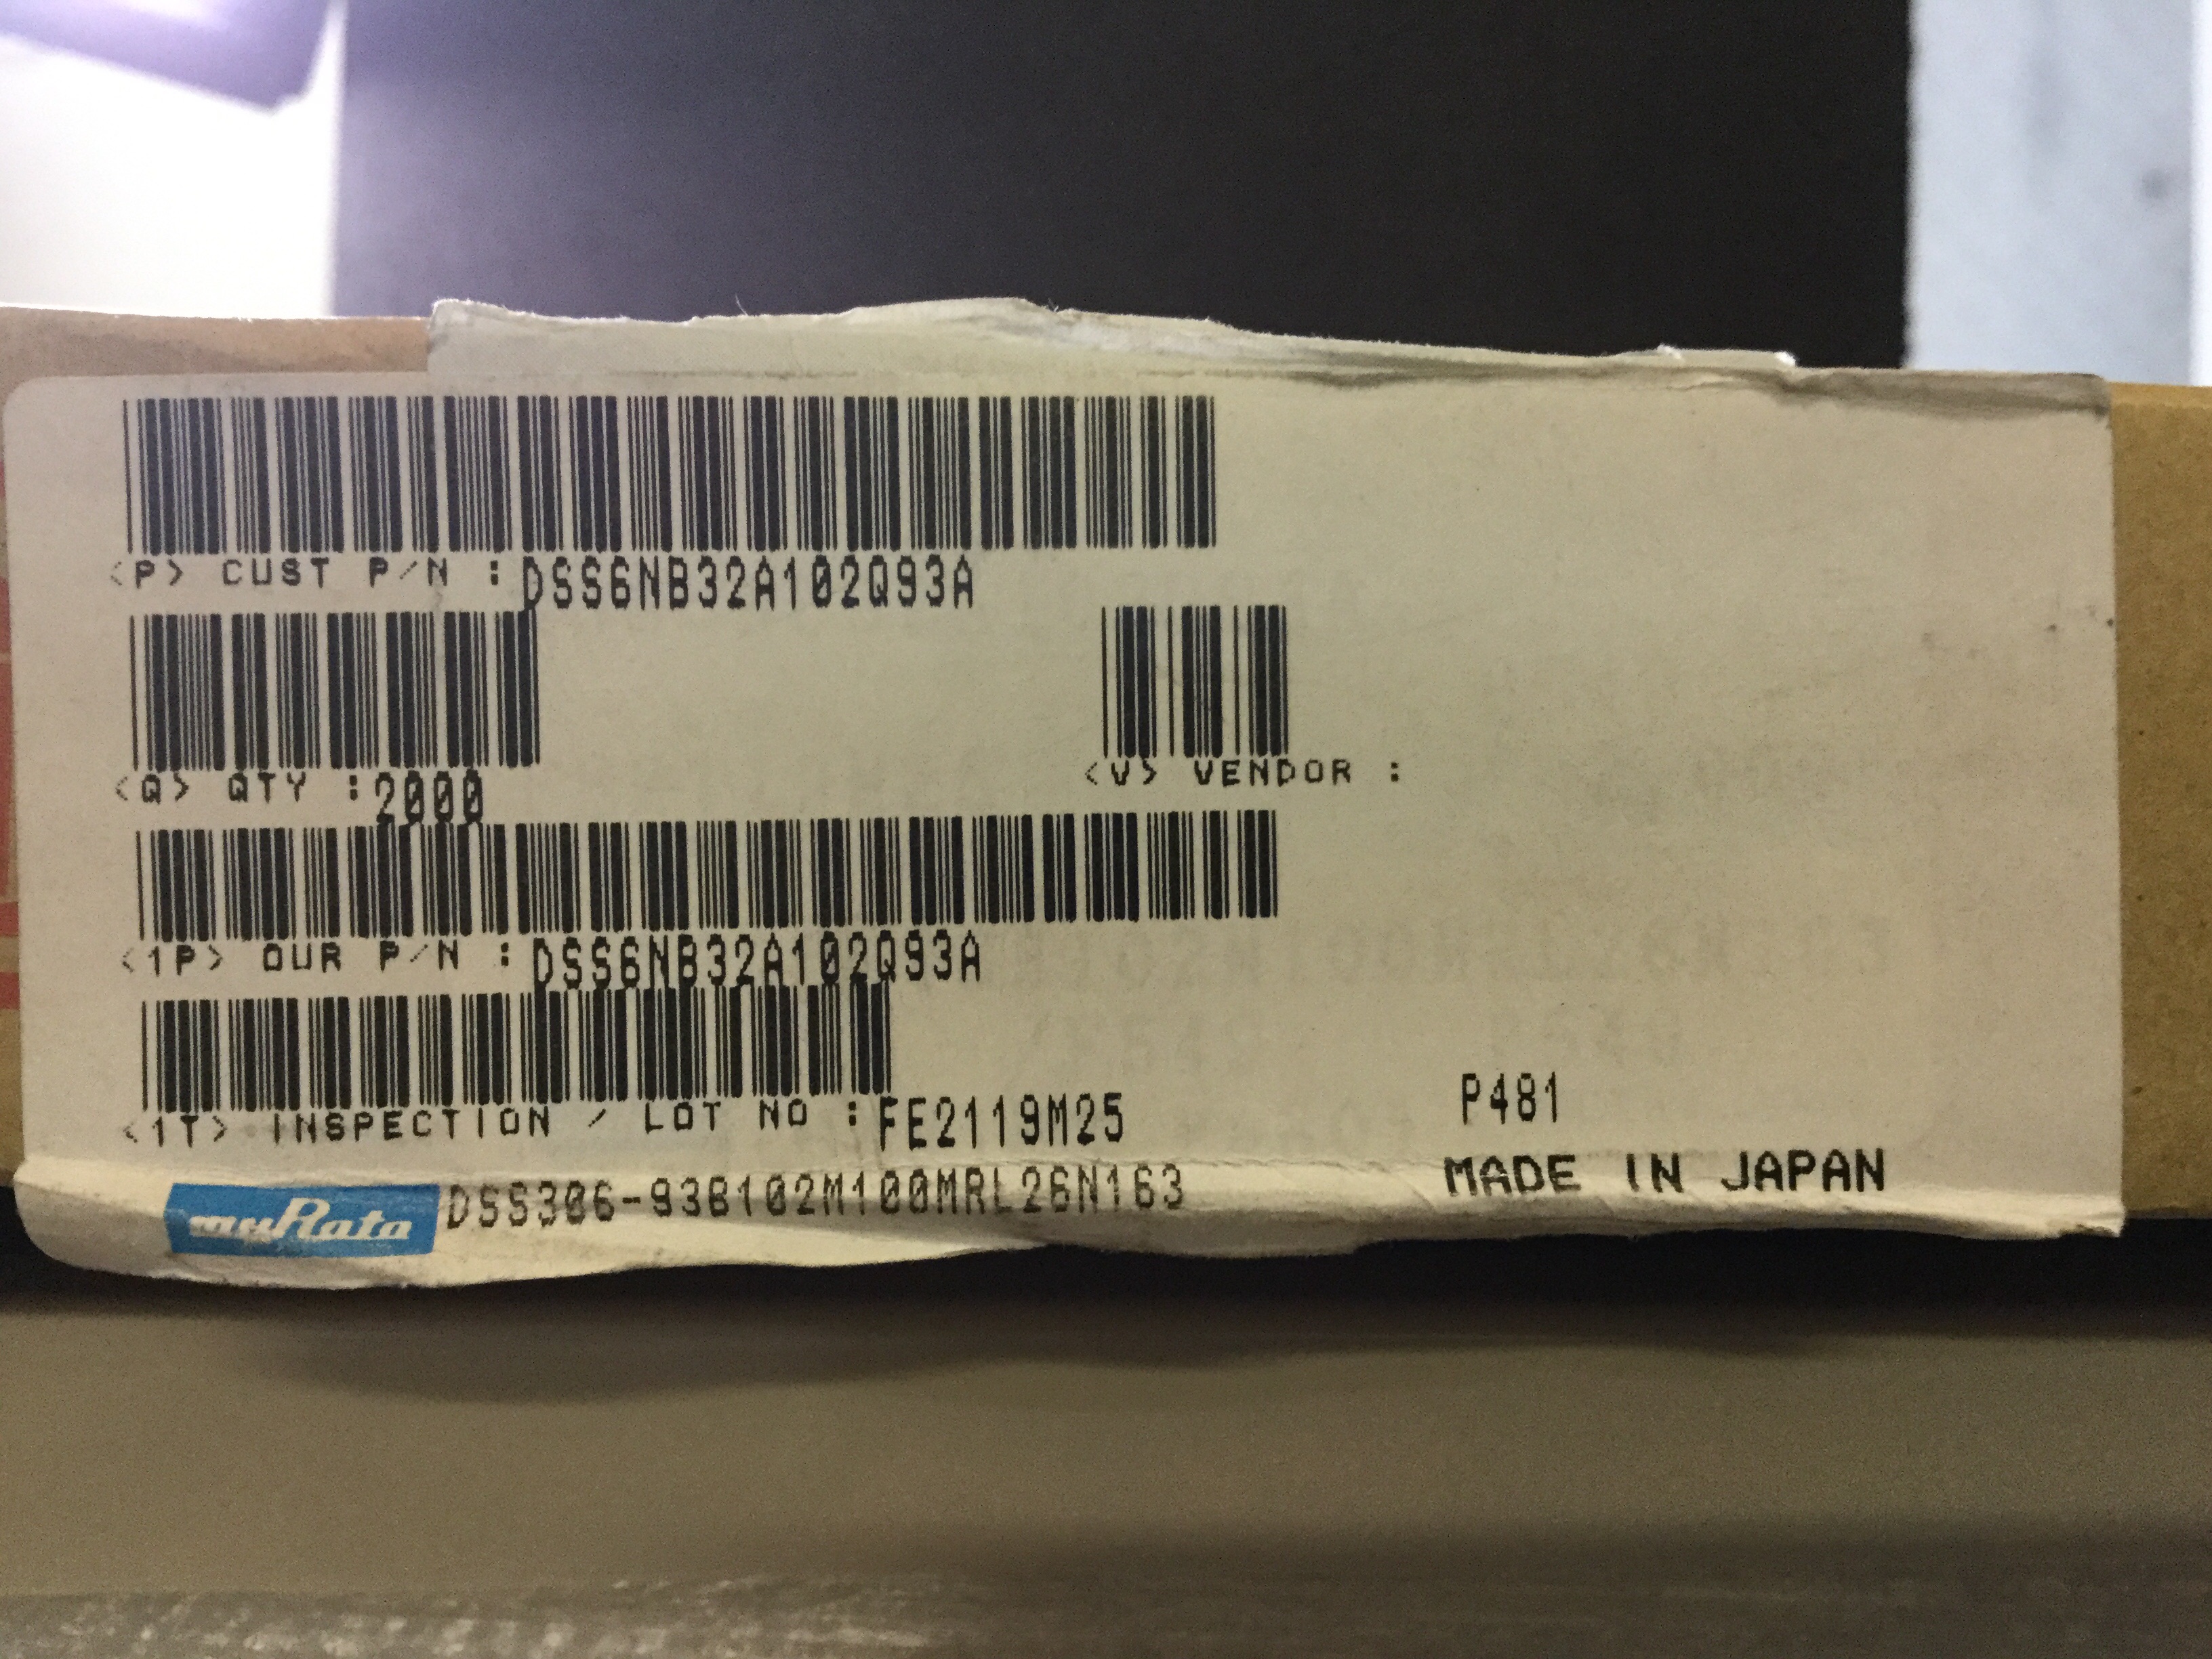 <P> CUST P/N : DSS6NB32A102Q93A
<Q> QTY : 2000
<V> VENDOR :
<1P> OUR P/N : DSS6NB32A102Q93A
<1T> INSPECTION / LOT NO : FE2119M25
P481
muRata DSS306-93B102M100MRL26N163
MADE IN JAPAN